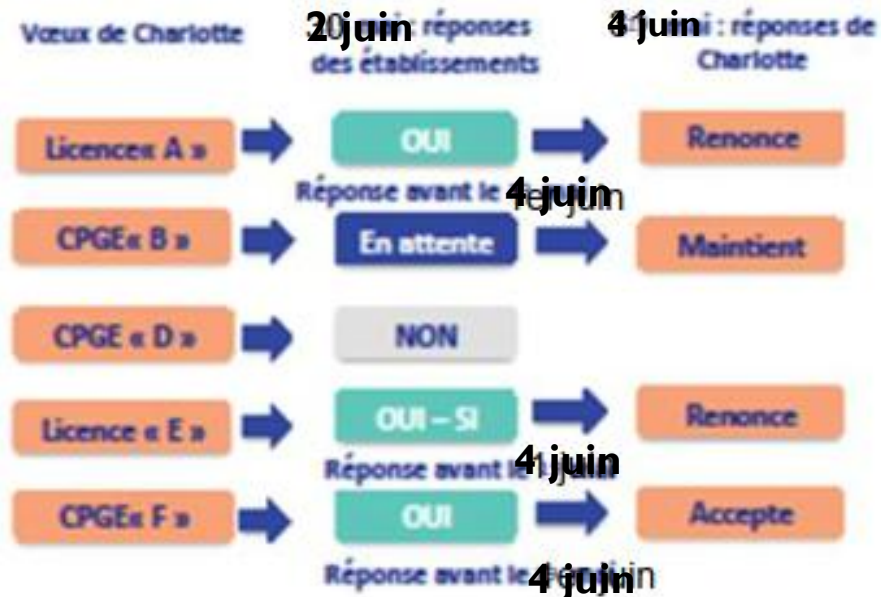 Vœux de Charlotte
2 juin : réponses
des établissements
4 juin : réponses de
Charlotte
Licence« A »
OUI
Renonce
Réponse avant le 4 juin
CPGE« B »
En attente
Maintient
CPGE « D »
NON
Licence « E »
OUI – SI
Renonce
Réponse avant le 4 juin
CPGE« F »
OUI
Accepte
Réponse avant le 4 juin